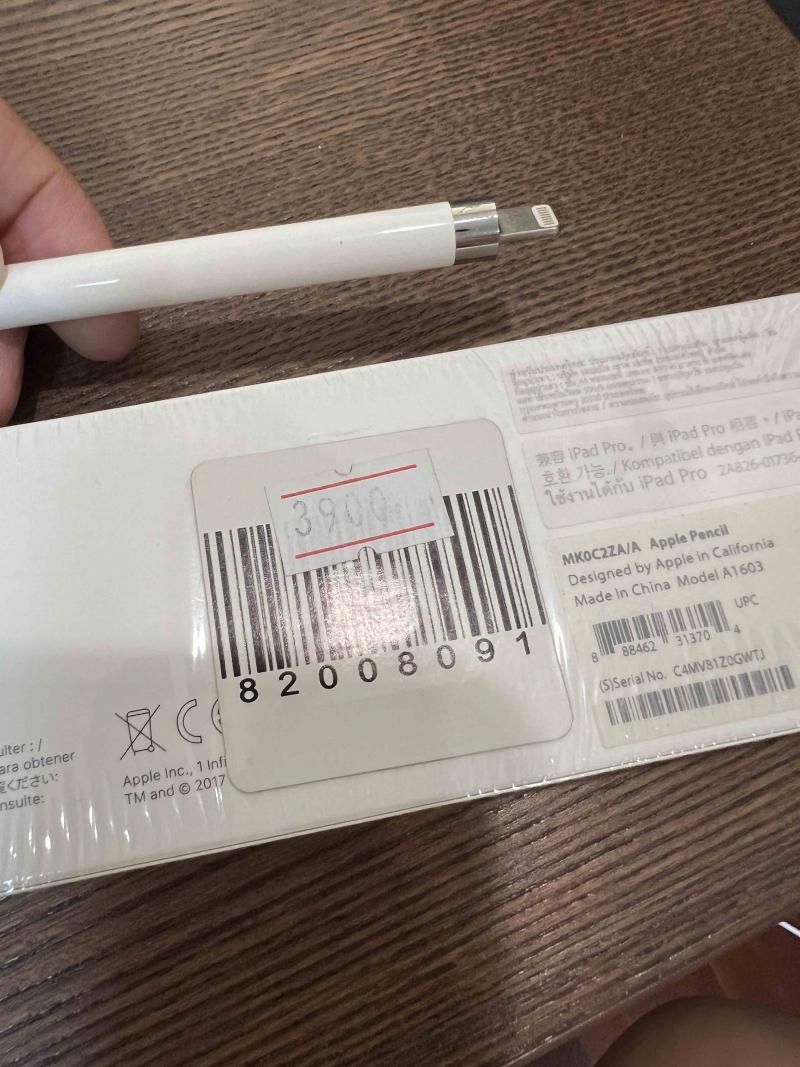 兼容 iPad Pro。/ 與 iPad Pro 相容。/ iPa
호환 가능./ Kompatibel dengan iPad P
ใช้งานได้กับ iPad Pro 2A826-01736-
3900
MK0C2ZA/A Apple Pencil
Designed by Apple in California
Made in China Model A1603
UPC
8 88462 31370 4
(S)Serial No. C4MVB1Z0GWTJ
82008091
ulter : /
ara obtener
ください:
nsulte:
Apple Inc., 1 Infi
TM and © 2017